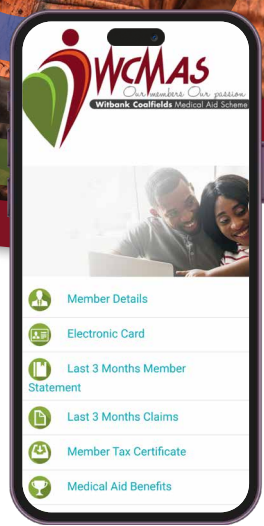 WCMAS
Our members Our passion
Witbank Coalfields Medical Aid Scheme
Member Details
Electronic Card
Last 3 Months Member
Statement
Last 3 Months Claims
Member Tax Certificate
Medical Aid Benefits